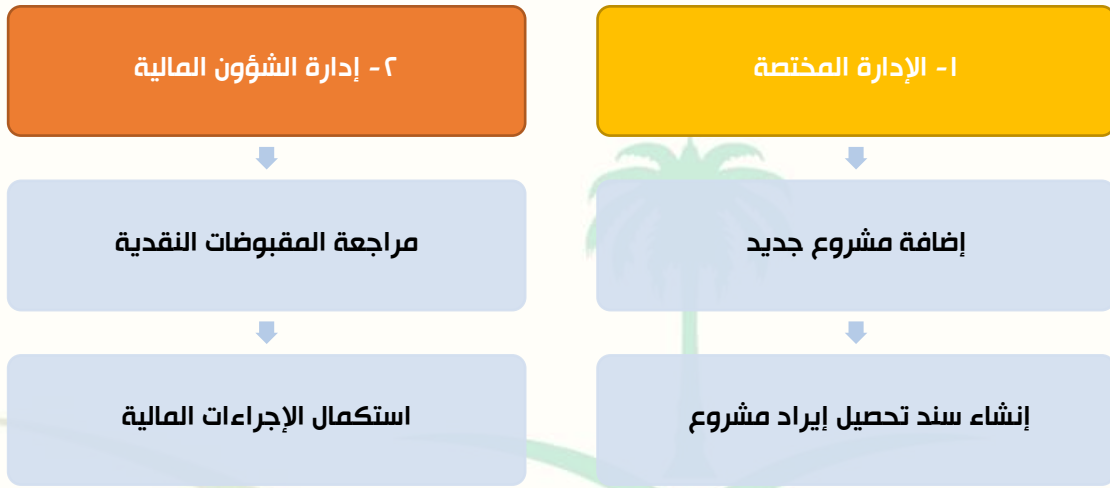 ١- الإدارة المختصة
إضافة مشروع جديد
إنشاء سند تحصيل إيراد مشروع
٢- إدارة الشؤون المالية
مراجعة المقبوضات النقدية
استكمال الإجراءات المالية